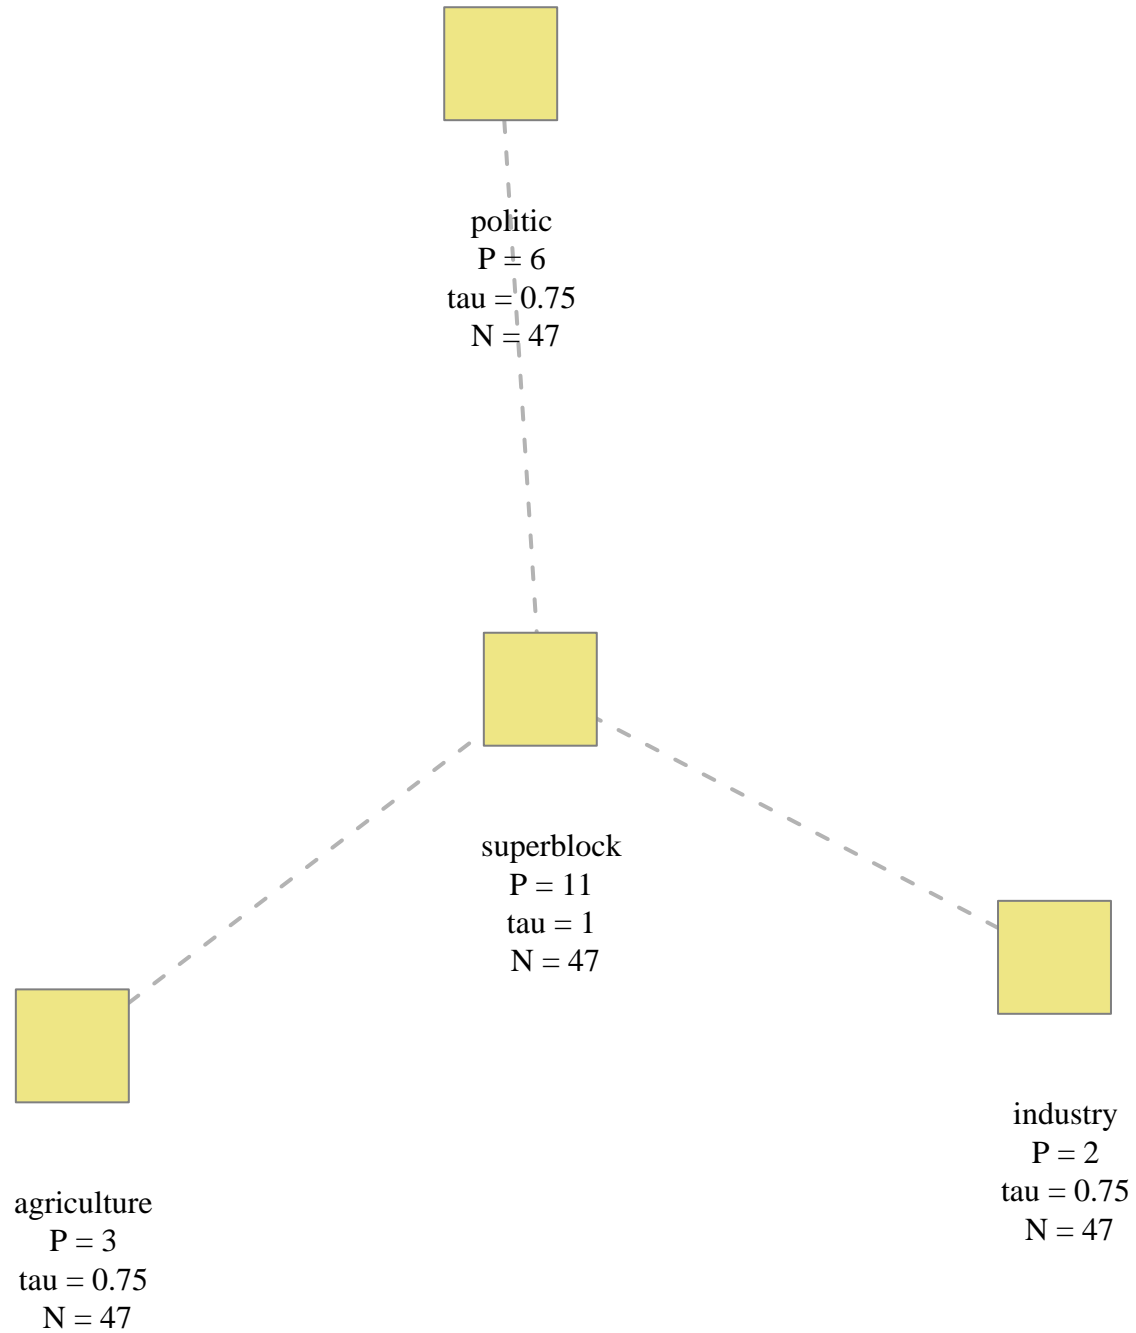 politic
P = 6
tau = 0.75
N = 47
superblock
P = 11
tau = 1
N = 47
industry
P = 2
tau = 0.75
N = 47
agriculture
P = 3
tau = 0.75
N = 47